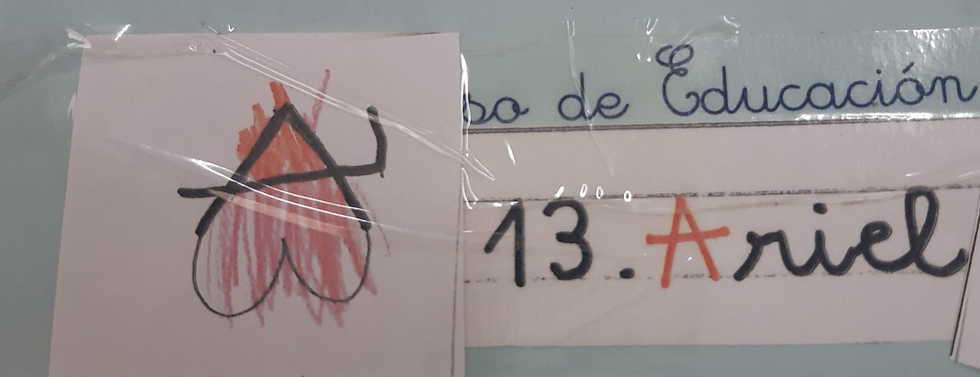 so de Educación
13. Ariel